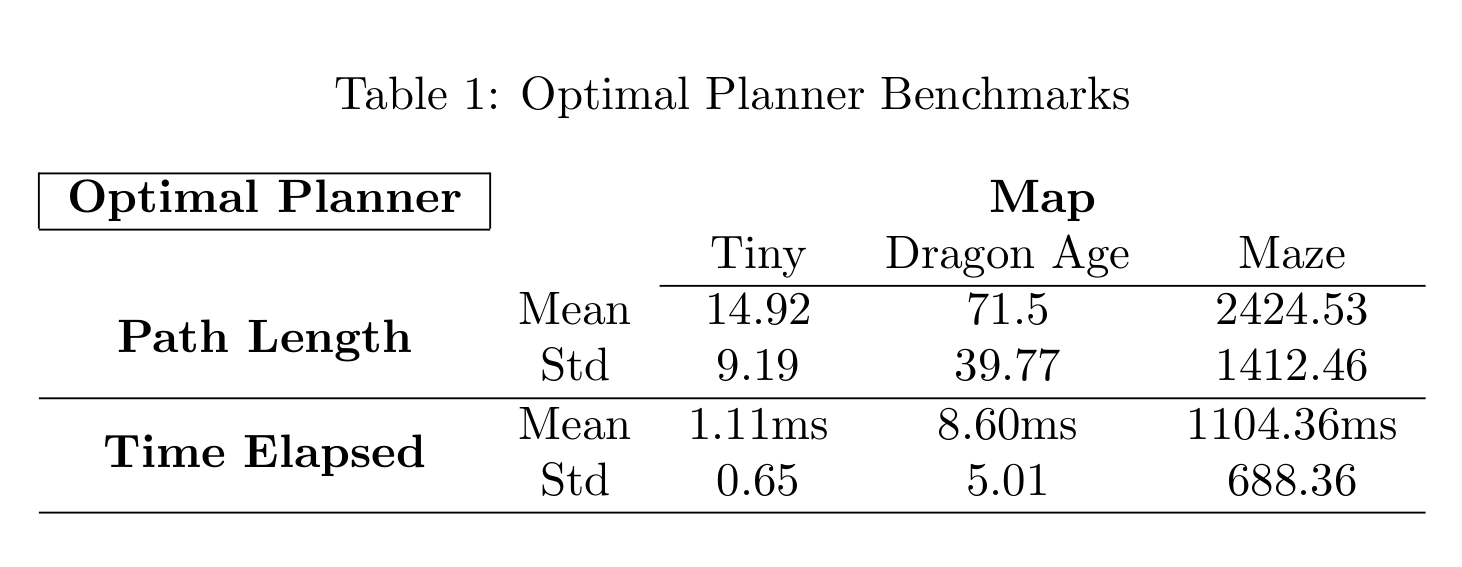 Table 1: Optimal Planner Benchmarks
Optimal Planner Map
Tiny Dragon Age Maze
Path Length
Mean 14.92 71.5 2424.53
Std 9.19 39.77 1412.46
Time Elapsed
Mean 1.11ms 8.60ms 1104.36ms
Std 0.65 5.01 688.36